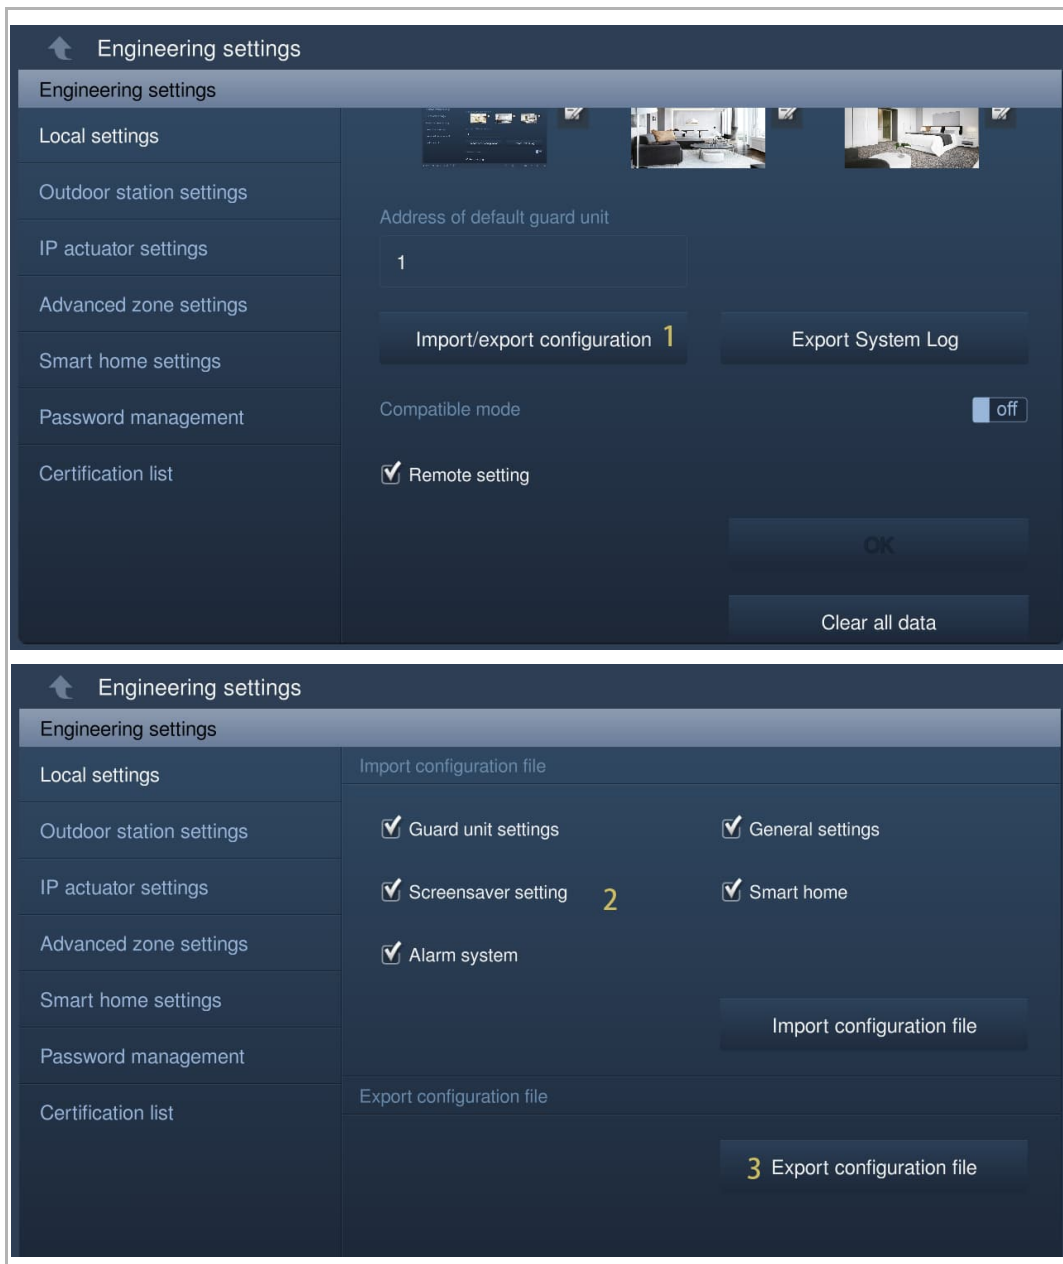 Engineering settings
Engineering settings
Local settings
Outdoor station settings
IP actuator settings
Advanced zone settings
Smart home settings
Password management
Certification list
Address of default guard unit
1
Import/export configuration 1
Export System Log
Compatible mode
off
Remote setting
OK
Clear all data
Engineering settings
Engineering settings
Local settings
Outdoor station settings
IP actuator settings
Advanced zone settings
Smart home settings
Password management
Certification list
Import configuration file
Guard unit settings
General settings
Screensaver setting
2
Smart home
Alarm system
Import configuration file
Export configuration file
3 Export configuration file